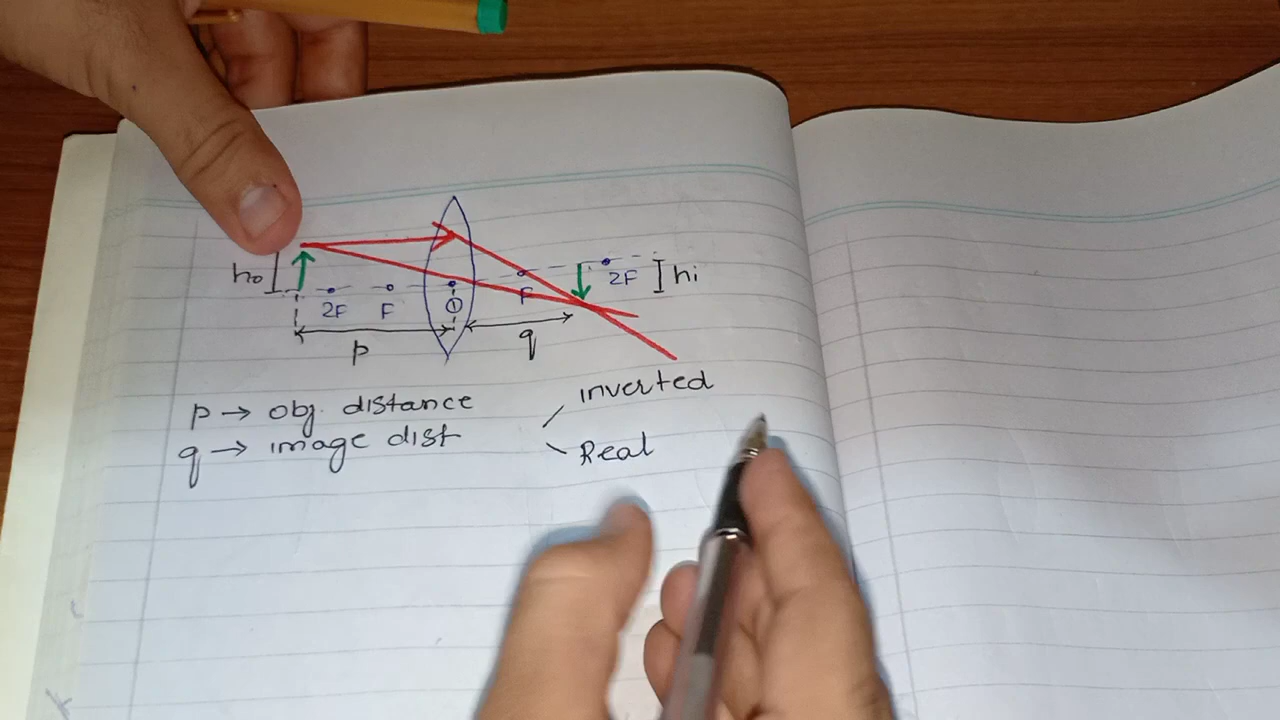 ho
2F F O F 2F hi
p q
p → obj. distance
q → image dist
inverted
Real